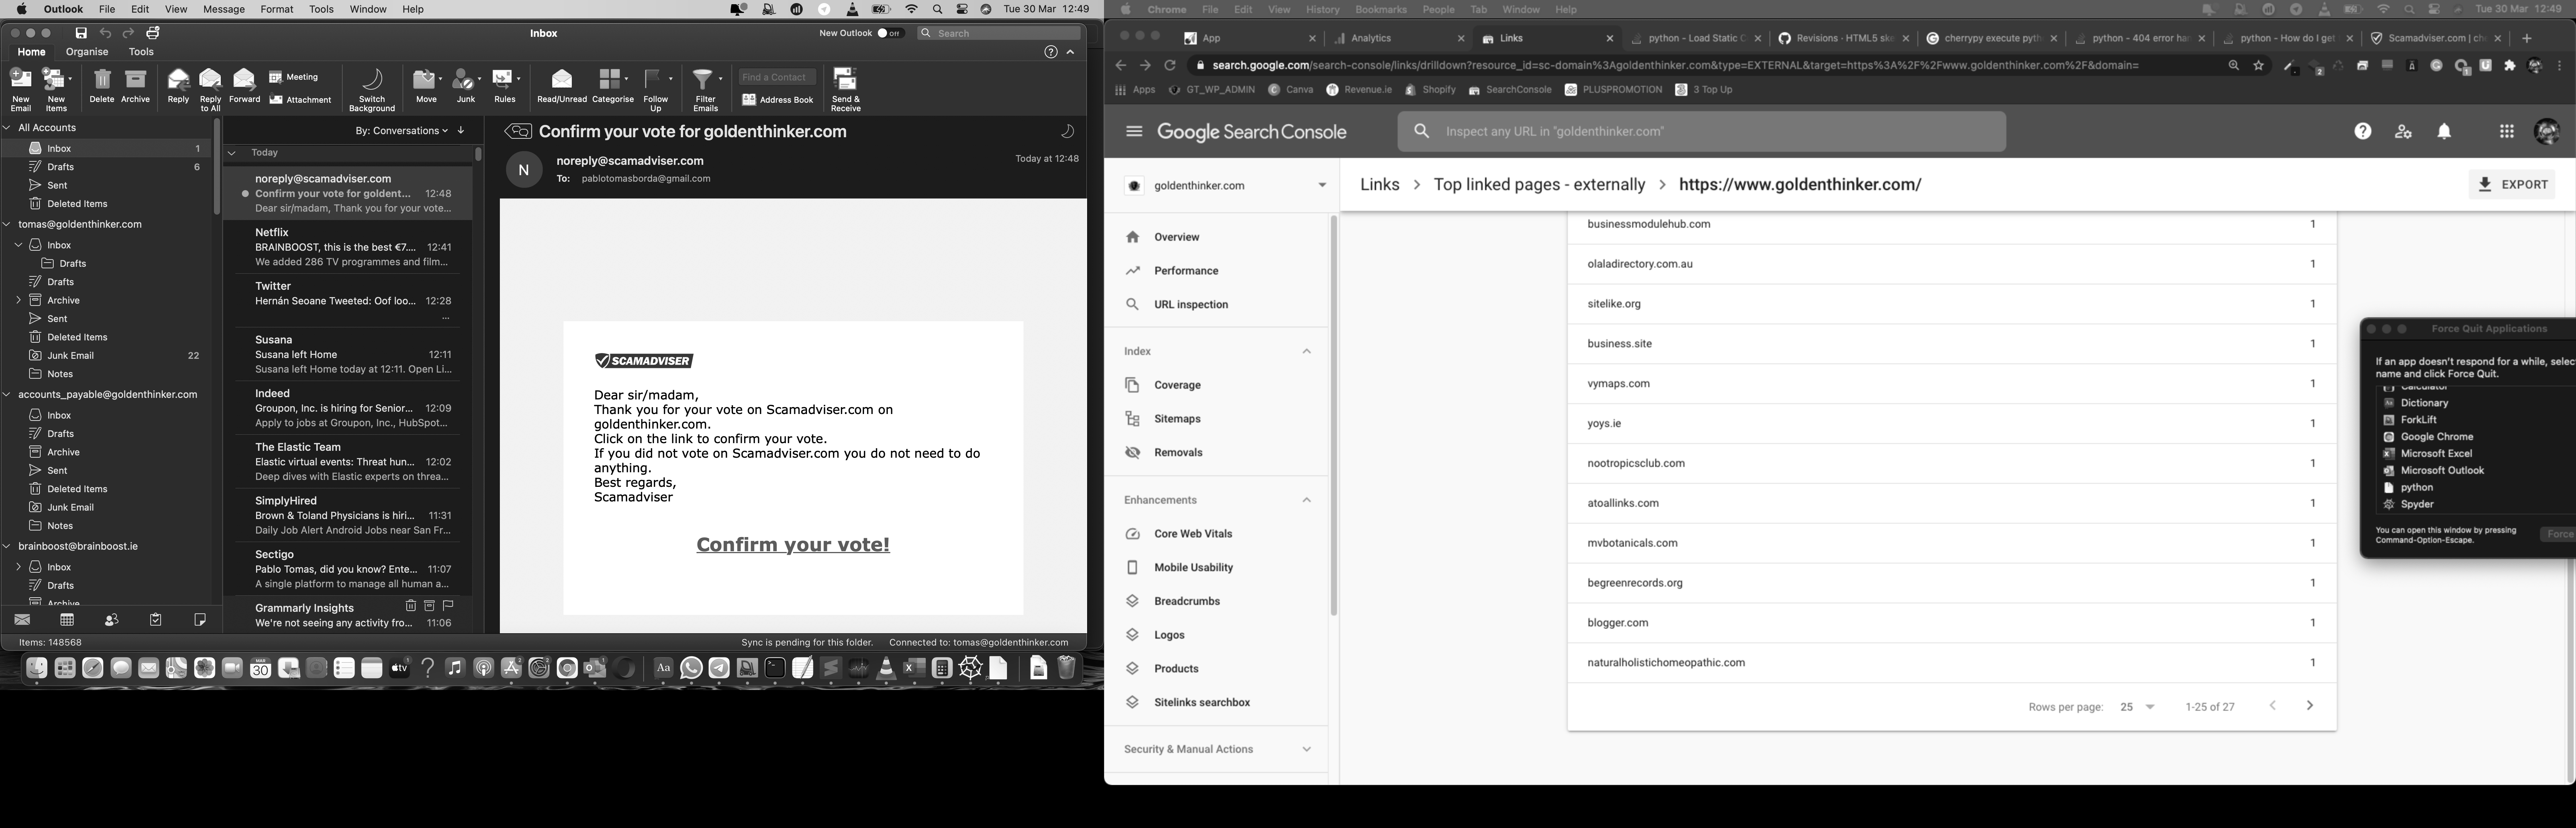 Outlook File Edit View Message Format Tools Window Help
Tue 30 Mar 12:49
Inbox
New Outlook Off
Search
Home Organise Tools
New Email
New Items
Delete Archive
Reply
Reply to All
Forward
Meeting
Attachment
Switch Background
Move Junk Rules
Read/Unread Categorise
Follow Up
Filter Emails
Find a Contact
Address Book
Send & Receive
All Accounts
Inbox 1
Drafts 6
Sent
Deleted Items
tomas@goldenthinker.com
Inbox
Drafts
Drafts
Archive
Sent
Deleted Items
Junk Email 22
Notes
accounts_payable@goldenthinker.com
Inbox
Drafts
Archive
Sent
Deleted Items
Junk Email
Notes
brainboost@brainboost.ie
Inbox
Drafts
Archive
By: Conversations
Today
noreply@scamadviser.com
Confirm your vote for goldent... 12:48
Dear sir/madam, Thank you for your vote...
Netflix
BRAINBOOST, this is the best €7.... 12:41
We added 286 TV programmes and film...
Twitter
Hernán Seoane Tweeted: Oof loo... 12:28
...
Susana
Susana left Home 12:11
Susana left Home today at 12:11. Open Li...
Indeed
Groupon, Inc. is hiring for Senior... 12:09
Apply to jobs at Groupon, Inc., HubSpot...
The Elastic Team
Elastic virtual events: Threat hun... 12:02
Deep dives with Elastic experts on threa...
SimplyHired
Brown & Toland Physicians is hiri... 11:31
Daily Job Alert Android Jobs near San Fr...
Sectigo
Pablo Tomas, did you know? Ente... 11:07
A single platform to manage all human a...
Grammarly Insights
We're not seeing any activity fro... 11:06
Confirm your vote for goldenthinker.com
N
noreply@scamadviser.com
To: pablotomasborda@gmail.com
Today at 12:48
SCAMADVISER
Dear sir/madam,
Thank you for your vote on Scamadviser.com on
goldenthinker.com.
Click on the link to confirm your vote.
If you did not vote on Scamadviser.com you do not need to do
anything.
Best regards,
Scamadviser
Confirm your vote!
Items: 148568
Sync is pending for this folder. Connected to: tomas@goldenthinker.com
Chrome File Edit View History Bookmarks People Tab Window Help
Tue 30 Mar 12:49
App
Analytics
Links
python - Load Static C
Revisions · HTML5 ske
cherrypy execute pyth
python - 404 error han
python - How do I get
Scamadviser.com | che
search.google.com/search-console/links/drilldown?resource_id=sc-domain%3Agoldenthinker.com&type=EXTERNAL&target=https%3A%2F%2Fwww.goldenthinker.com%2F&domain=
Apps GT_WP_ADMIN Canva Revenue.ie Shopify SearchConsole PLUSPROMOTION 3 Top Up
Google Search Console
Inspect any URL in "goldenthinker.com"
goldenthinker.com
Overview
Performance
URL inspection
Index
Coverage
Sitemaps
Removals
Enhancements
Core Web Vitals
Mobile Usability
Breadcrumbs
Logos
Products
Sitelinks searchbox
Security & Manual Actions
Links > Top linked pages - externally > https://www.goldenthinker.com/
EXPORT
businessmodulehub.com 1
olaladirectory.com.au 1
sitelike.org 1
business.site 1
vymaps.com 1
yoys.ie 1
nootropicsclub.com 1
atoallinks.com 1
mvbotanicals.com 1
begreenrecords.org 1
blogger.com 1
naturalholistichomeopathic.com 1
Rows per page: 25 1-25 of 27
Force Quit Applications
If an app doesn't respond for a while, selec
name and click Force Quit.
Calculator
Dictionary
ForkLift
Google Chrome
Microsoft Excel
Microsoft Outlook
python
Spyder
You can open this window by pressing
Command-Option-Escape.
Force